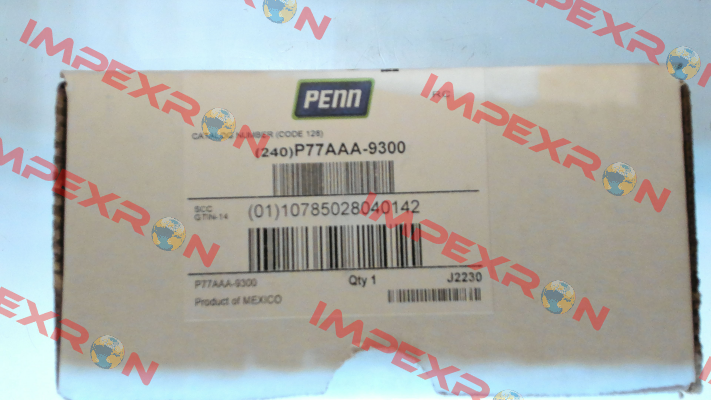 IMPEXRON
IMPEXRON
PENN
R.C.
CATALOG NUMBER (CODE 128)
(240)P77AAA-9300
IMPEXRON
IMPEXRON
SCC
GTIN-14
(01)10785028040142
P77AAA-9300
Qty 1
J2230
Product of MEXICO
IMPEXRON
IMPEXRON
IMPEXRON